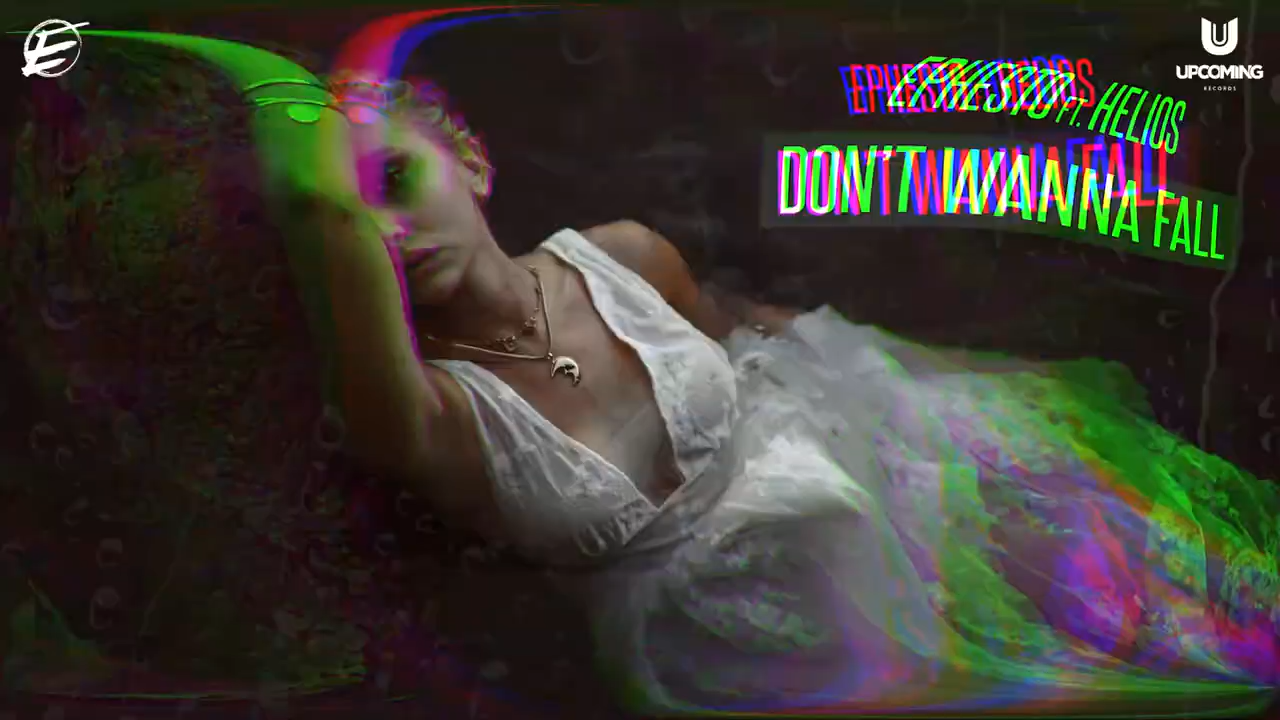 E
EPHESTO FT. HELIOS
DON'T WANNA FALL
U
UPCOMING
RECORDS